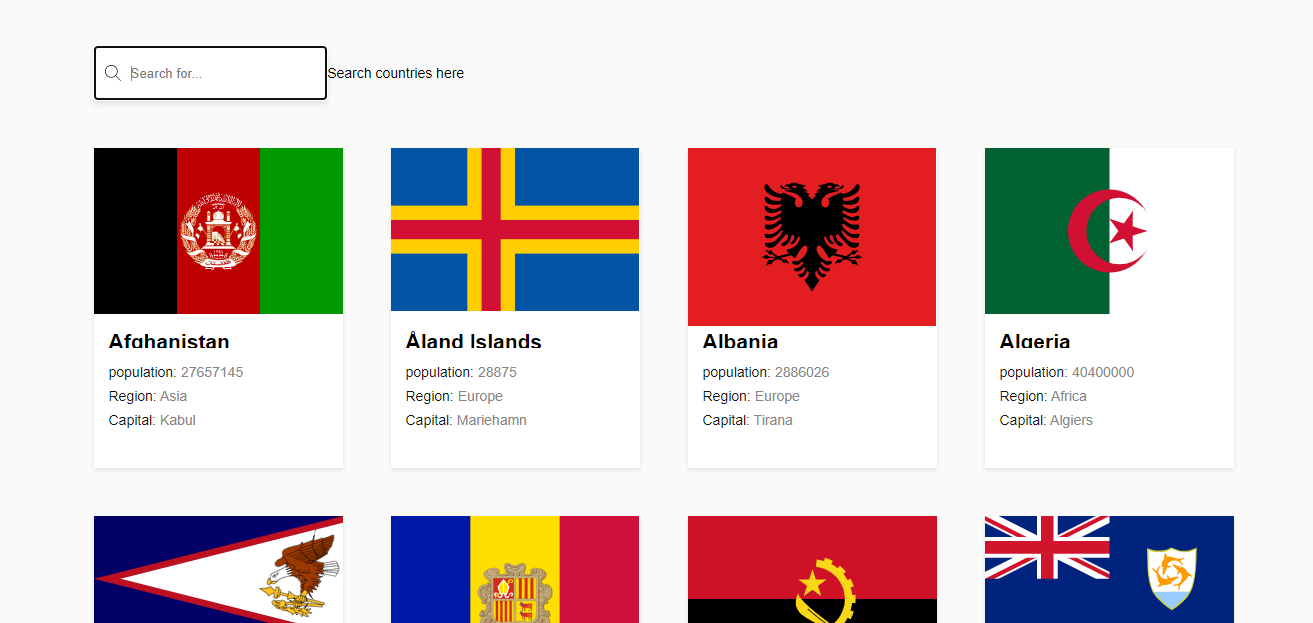 Search for...
Search countries here
Afghanistan
population: 27657145
Region: Asia
Capital: Kabul
Åland Islands
population: 28875
Region: Europe
Capital: Mariehamn
Albania
population: 2886026
Region: Europe
Capital: Tirana
Algeria
population: 40400000
Region: Africa
Capital: Algiers